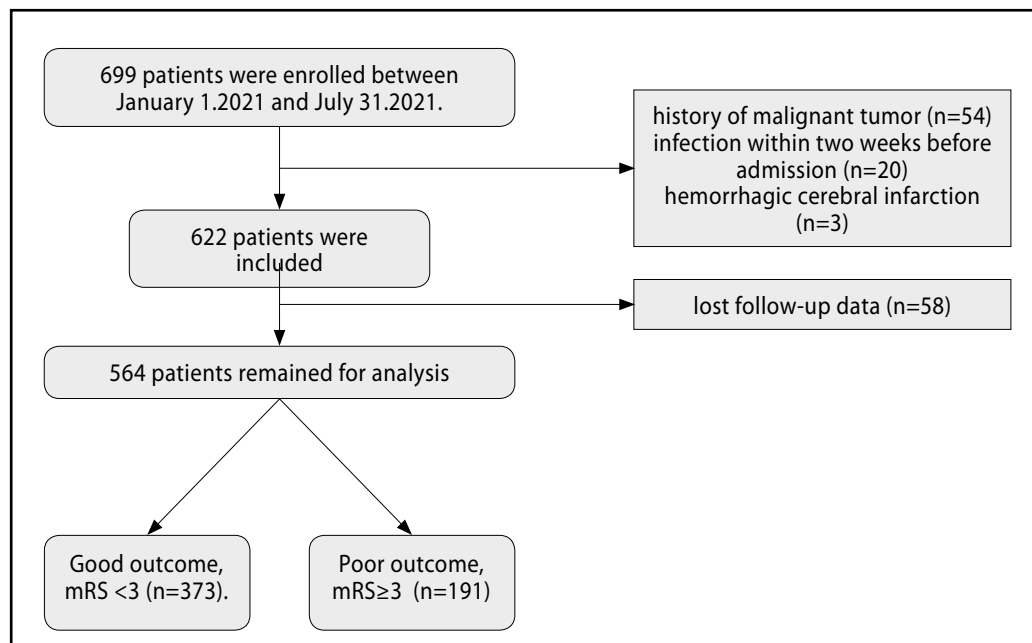 699 patients were enrolled between
January 1.2021 and July 31.2021.
history of malignant tumor (n=54)
infection within two weeks before
admission (n=20)
hemorrhagic cerebral infarction
(n=3)
622 patients were
included
lost follow-up data (n=58)
564 patients remained for analysis
Good outcome,
mRS <3 (n=373).
Poor outcome,
mRS≥3 (n=191)